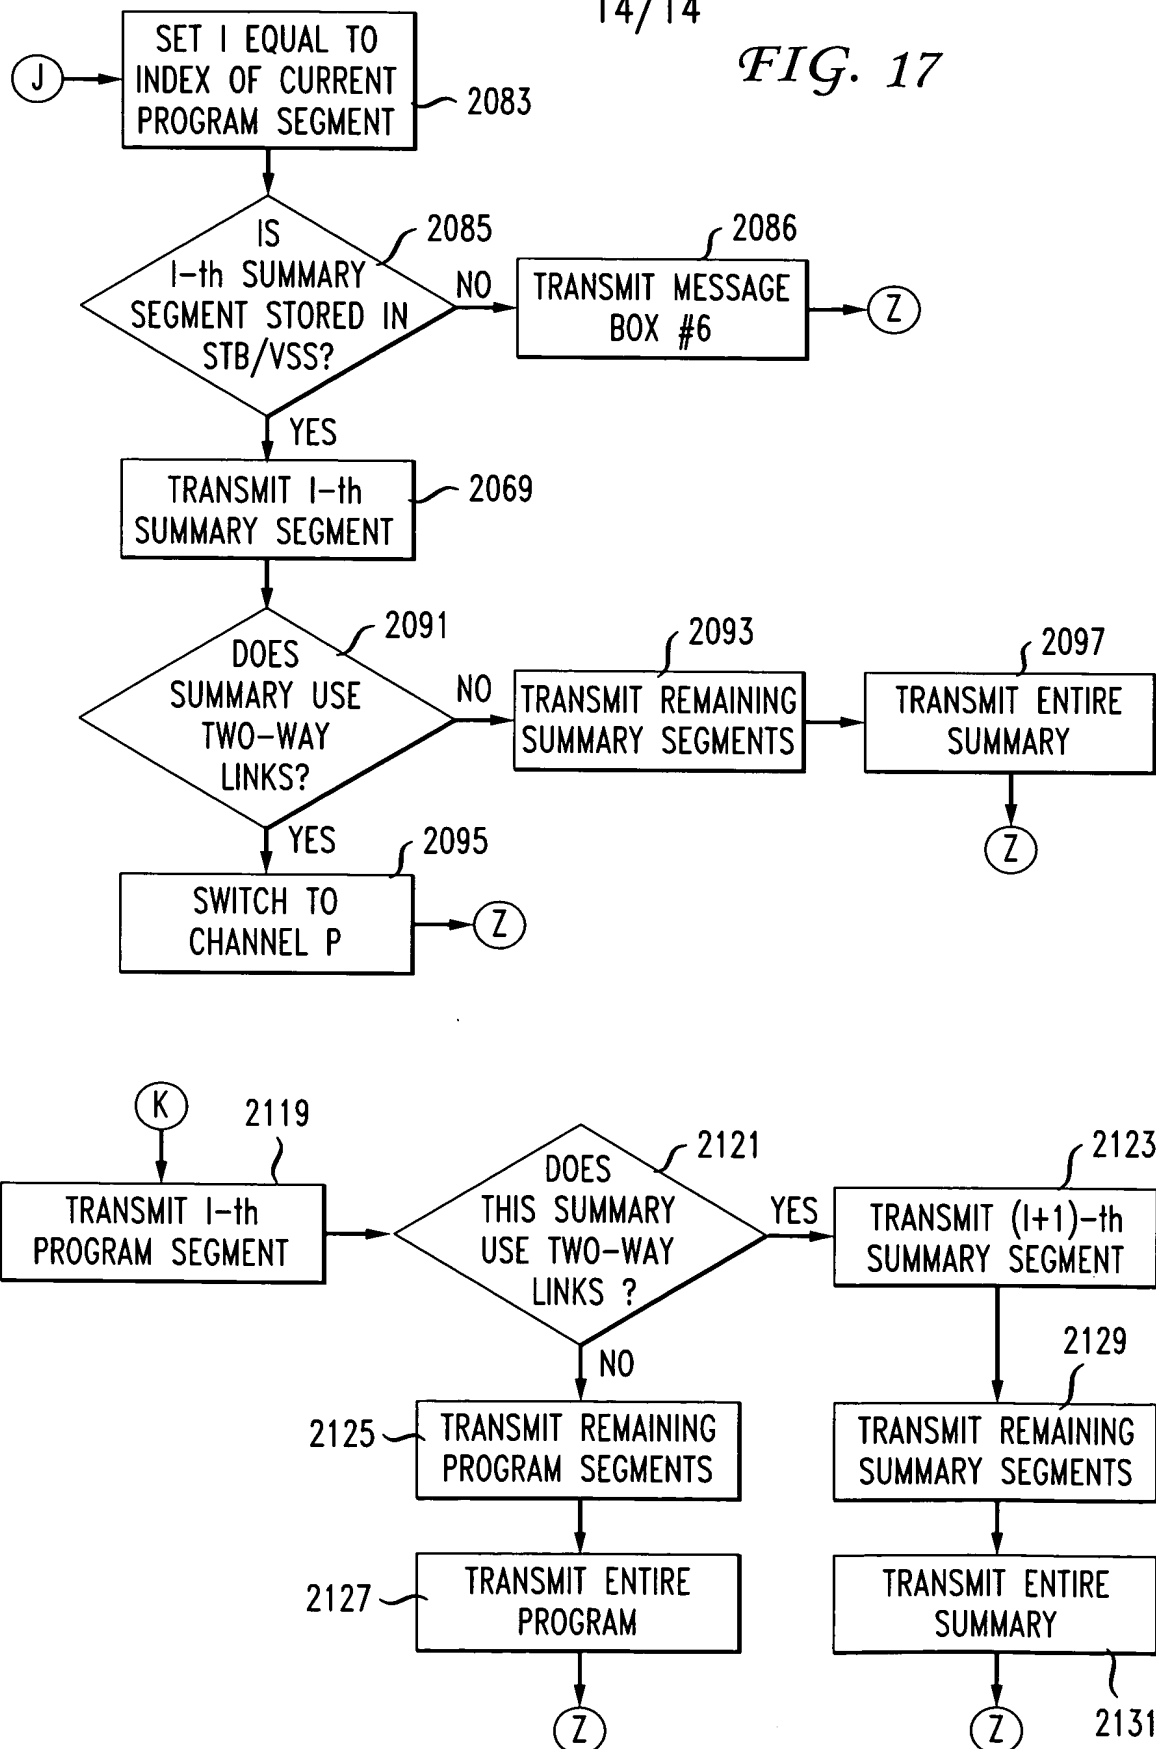 14/14
FIG. 17
J
SET I EQUAL TO
INDEX OF CURRENT
PROGRAM SEGMENT
2083
IS
I-th SUMMARY
SEGMENT STORED IN
STB/VSS?
2085
NO
2086
TRANSMIT MESSAGE
BOX #6
Z
YES
TRANSMIT I-th
SUMMARY SEGMENT
2069
DOES
SUMMARY USE
TWO-WAY
LINKS?
2091
NO
2093
TRANSMIT REMAINING
SUMMARY SEGMENTS
2097
TRANSMIT ENTIRE
SUMMARY
Z
YES
2095
SWITCH TO
CHANNEL P
Z
K
2119
TRANSMIT I-th
PROGRAM SEGMENT
DOES
THIS SUMMARY
USE TWO-WAY
LINKS ?
2121
YES
2123
TRANSMIT (I+1)-th
SUMMARY SEGMENT
NO
2125
TRANSMIT REMAINING
PROGRAM SEGMENTS
2129
TRANSMIT REMAINING
SUMMARY SEGMENTS
2127
TRANSMIT ENTIRE
PROGRAM
TRANSMIT ENTIRE
SUMMARY
2131
Z
Z